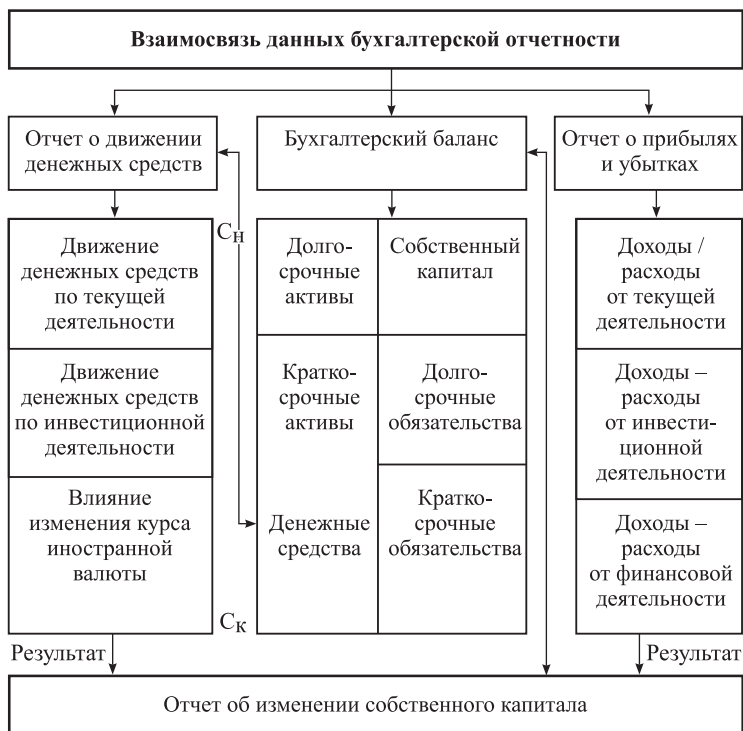 Взаимосвязь данных бухгалтерской отчетности
Отчет о движении
денежных средств
Бухгалтерский баланс
Отчет о прибылях
и убытках
Движение
денежных средств
по текущей
деятельности
Движение
денежных средств
по инвестиционной
деятельности
Влияние
изменения курса
иностранной
валюты
Сн
Ск
Долго-
срочные
активы
Кратко-
срочные
активы
Денежные
средства
Собственный
капитал
Долго-
срочные
обязательства
Кратко-
срочные
обязательства
Доходы /
расходы
от текущей
деятельности
Доходы –
расходы
от инвести-
ционной
деятельности
Доходы –
расходы
от финансовой
деятельности
Результат
Результат
Отчет об изменении собственного капитала